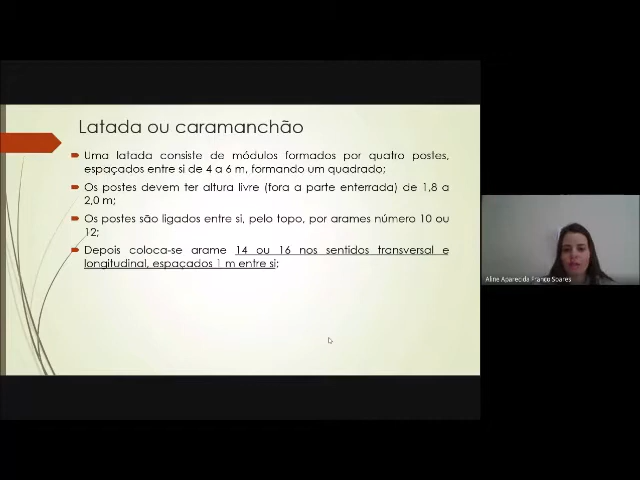 Latada ou caramanchão
Uma latada consiste de módulos formados por quatro postes,
espaçados entre si de 4 a 6 m, formando um quadrado;
Os postes devem ter altura livre (fora a parte enterrada) de 1,8 a
2,0 m;
Os postes são ligados entre si, pelo topo, por arames número 10 ou
12;
Depois coloca-se arame 14 ou 16 nos sentidos transversal e
longitudinal, espaçados 1 m entre si;
Aline Aparecida Franco Soares